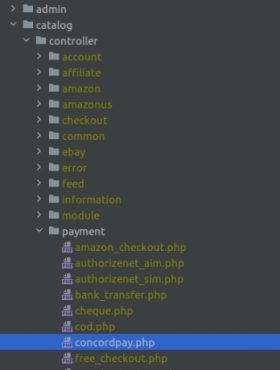 admin
catalog
controller
account
affiliate
amazon
amazonus
checkout
common
ebay
error
feed
information
module
payment
amazon_checkout.php
authorizenet_aim.php
authorizenet_sim.php
bank_transfer.php
cheque.php
cod.php
concordpay.php
free_checkout.php